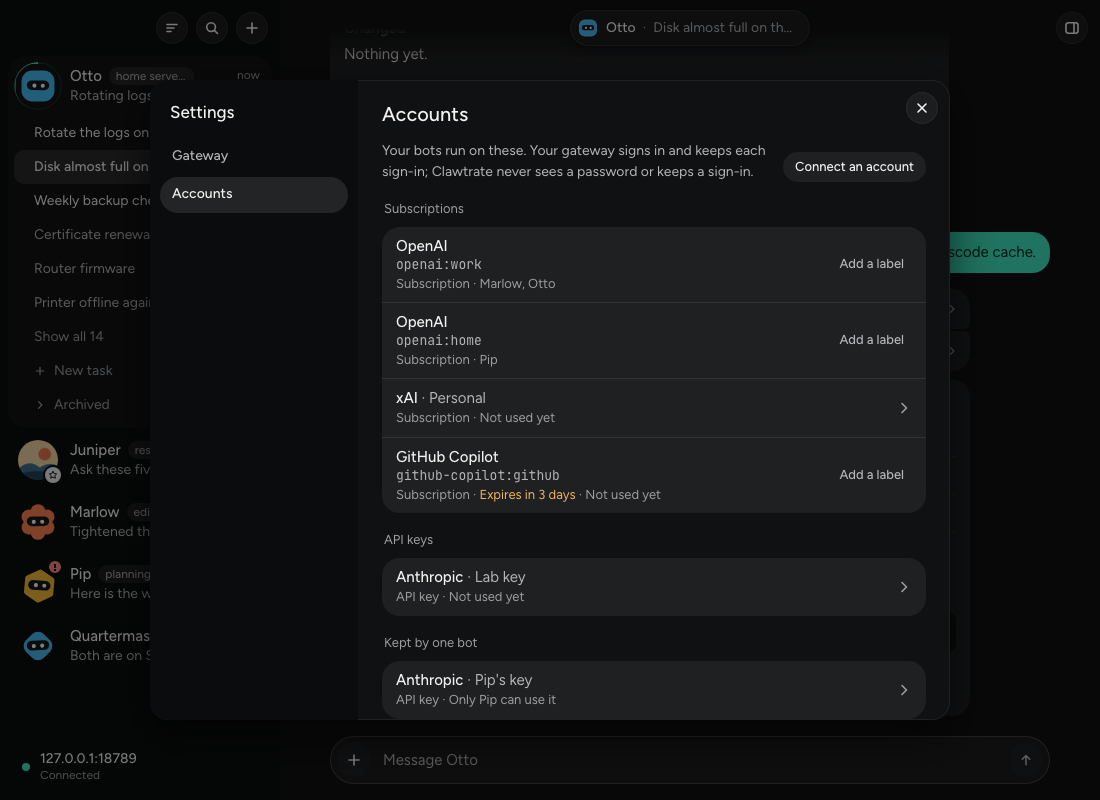 Otto · Disk almost full on th...
Nothing yet.
Otto home serve... now
Rotating logs
Rotate the logs on
Disk almost full on
Weekly backup che
Certificate renewa
Router firmware
Printer offline again
Show all 14
+ New task
Archived
Juniper res
Ask these fiv
Marlow edi
Tightened th
Pip planning
Here is the w
Quartermas
Both are on S
127.0.0.1:18789
Connected
Settings
Gateway
Accounts
Accounts
Your bots run on these. Your gateway signs in and keeps each
sign-in; Clawtrate never sees a password or keeps a sign-in.
Connect an account
Subscriptions
OpenAI
openai:work
Subscription · Marlow, Otto
Add a label
OpenAI
openai:home
Subscription · Pip
Add a label
xAI · Personal
Subscription · Not used yet
GitHub Copilot
github-copilot:github
Subscription · Expires in 3 days · Not used yet
Add a label
API keys
Anthropic · Lab key
API key · Not used yet
Kept by one bot
Anthropic · Pip's key
API key · Only Pip can use it
scode cache.
Message Otto